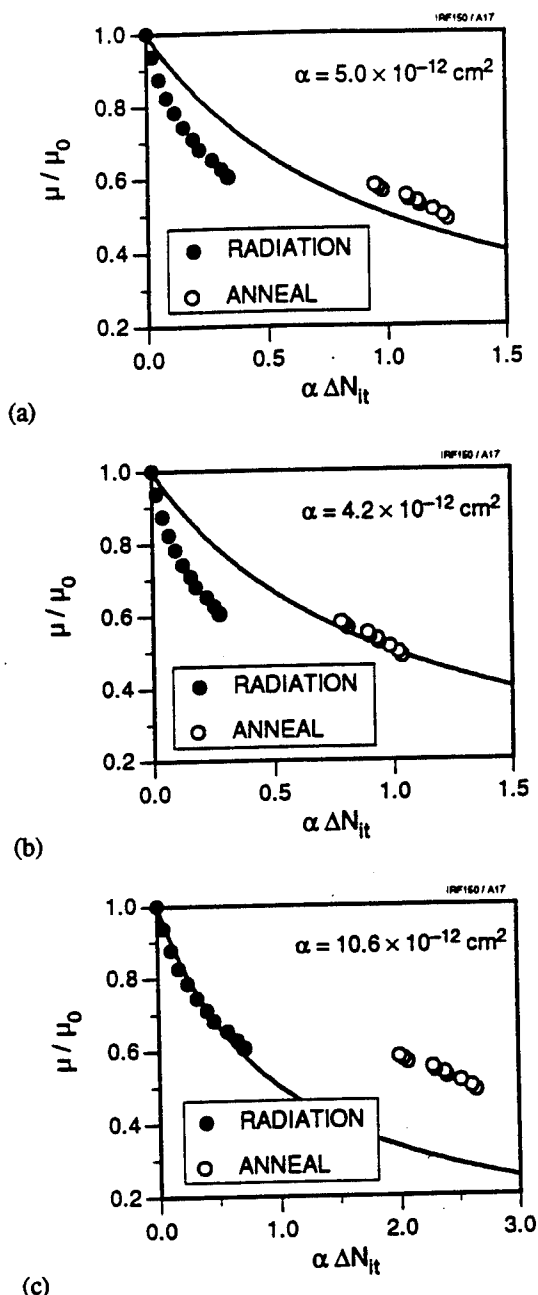 IRF150 / A17
1.0
α = 5.0 × 10⁻¹² cm²
0.8
μ / μ₀
0.6
0.4
● RADIATION
○ ANNEAL
0.2
0.0 0.5 1.0 1.5
α ΔNᵢₜ
(a)
IRF150 / A17
1.0
α = 4.2 × 10⁻¹² cm²
0.8
μ / μ₀
0.6
0.4
● RADIATION
○ ANNEAL
0.2
0.0 0.5 1.0 1.5
α ΔNᵢₜ
(b)
IRF150 / A17
1.0
α = 10.6 × 10⁻¹² cm²
0.8
μ / μ₀
0.6
0.4
● RADIATION
○ ANNEAL
0.2
0.0 1.0 2.0 3.0
α ΔNᵢₜ
(c)